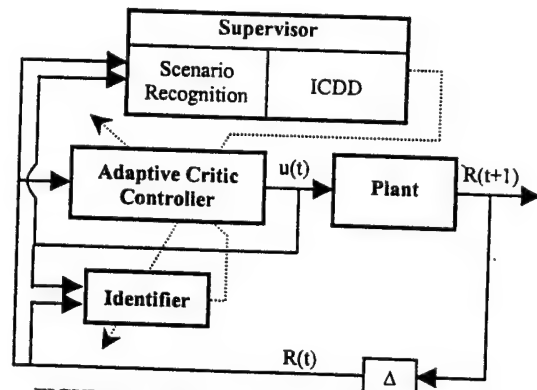 Supervisor
Scenario
Recognition
ICDD
Adaptive Critic
Controller
u(t)
Plant
R(t+1)
Identifier
R(t)
Δ